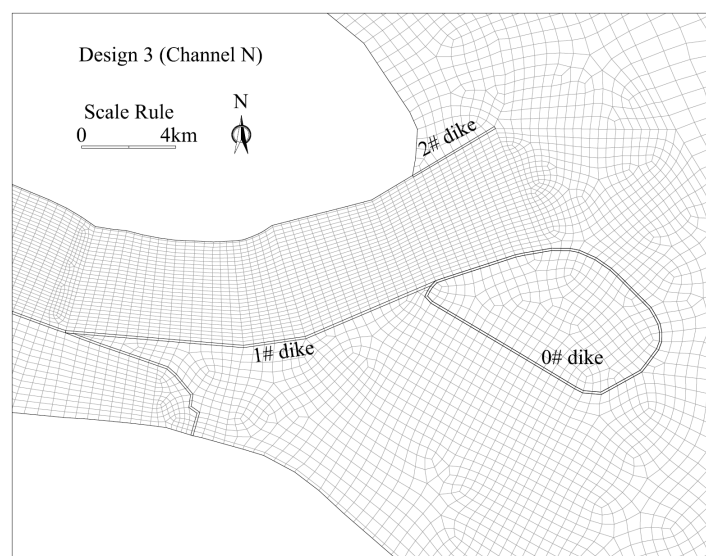 Design 3 (Channel N)
Scale Rule
N
0 4km
2# dike
1# dike
0# dike